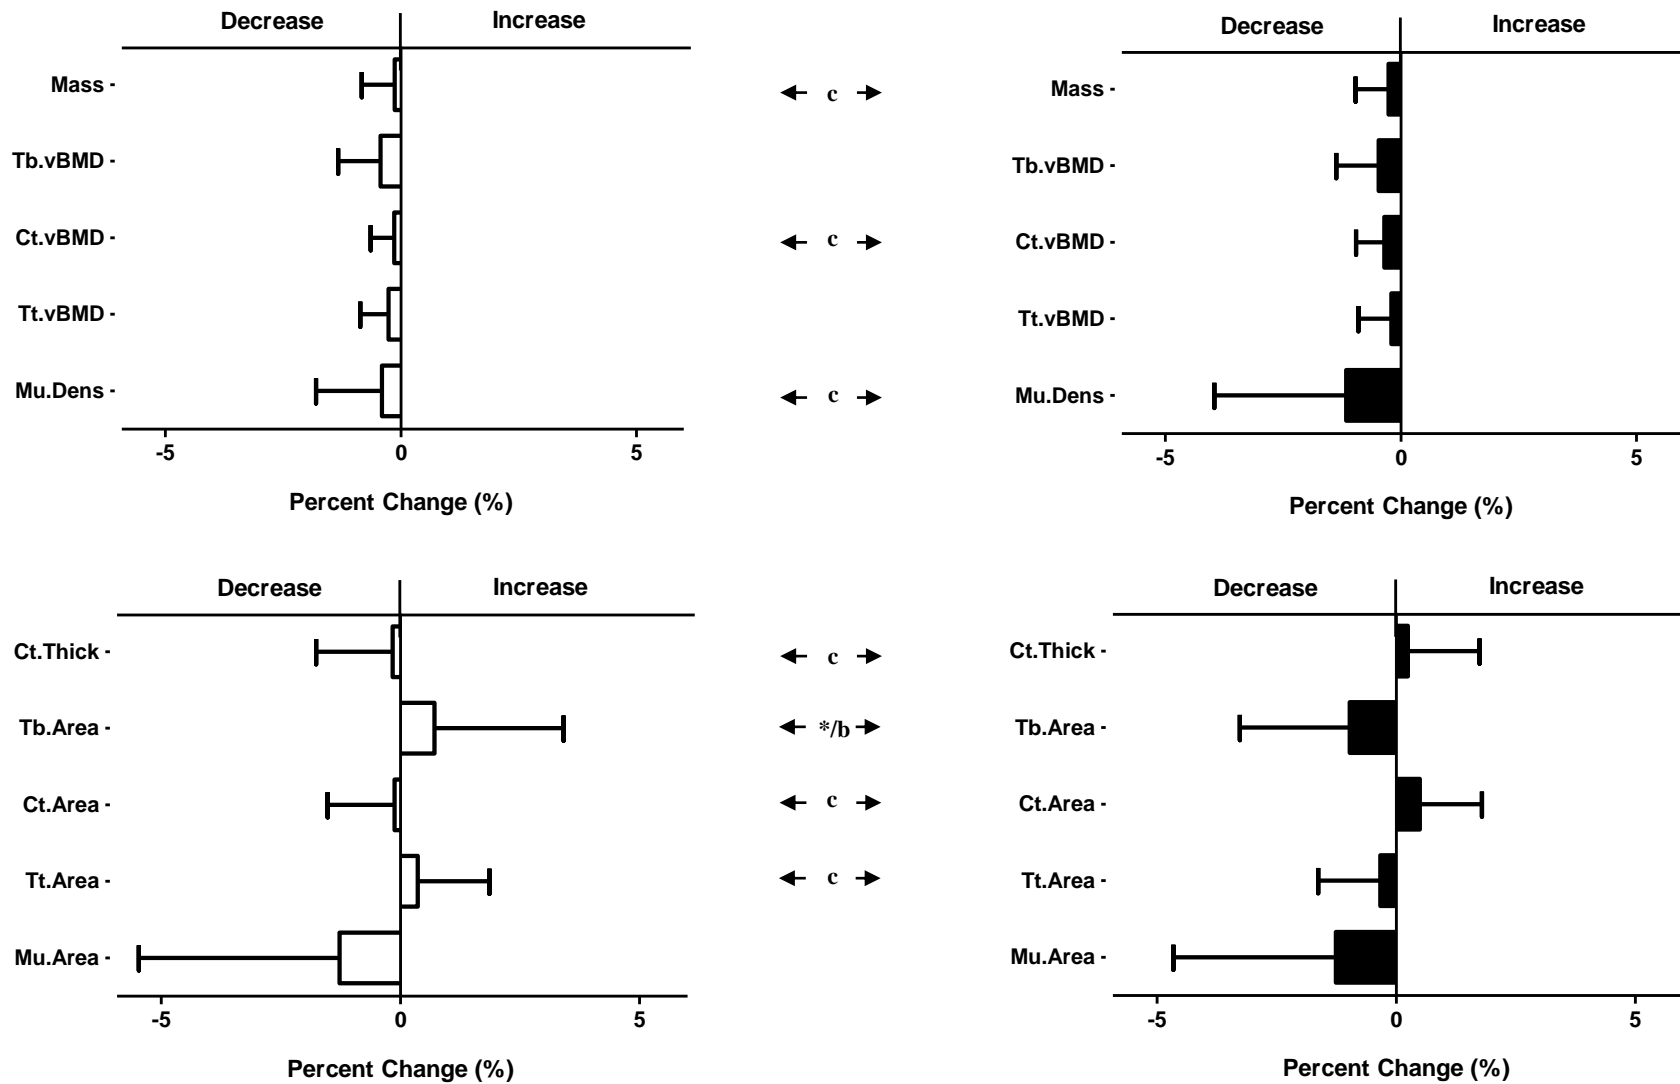 Decrease Increase
Mass
Tb.vBMD
Ct.vBMD
Tt.vBMD
Mu.Dens
-5 0 5
Percent Change (%)
c
c
c
Decrease Increase
Mass
Tb.vBMD
Ct.vBMD
Tt.vBMD
Mu.Dens
-5 0 5
Percent Change (%)
Decrease Increase
Ct.Thick
Tb.Area
Ct.Area
Tt.Area
Mu.Area
-5 0 5
Percent Change (%)
c
*/b
c
c
Decrease Increase
Ct.Thick
Tb.Area
Ct.Area
Tt.Area
Mu.Area
-5 0 5
Percent Change (%)